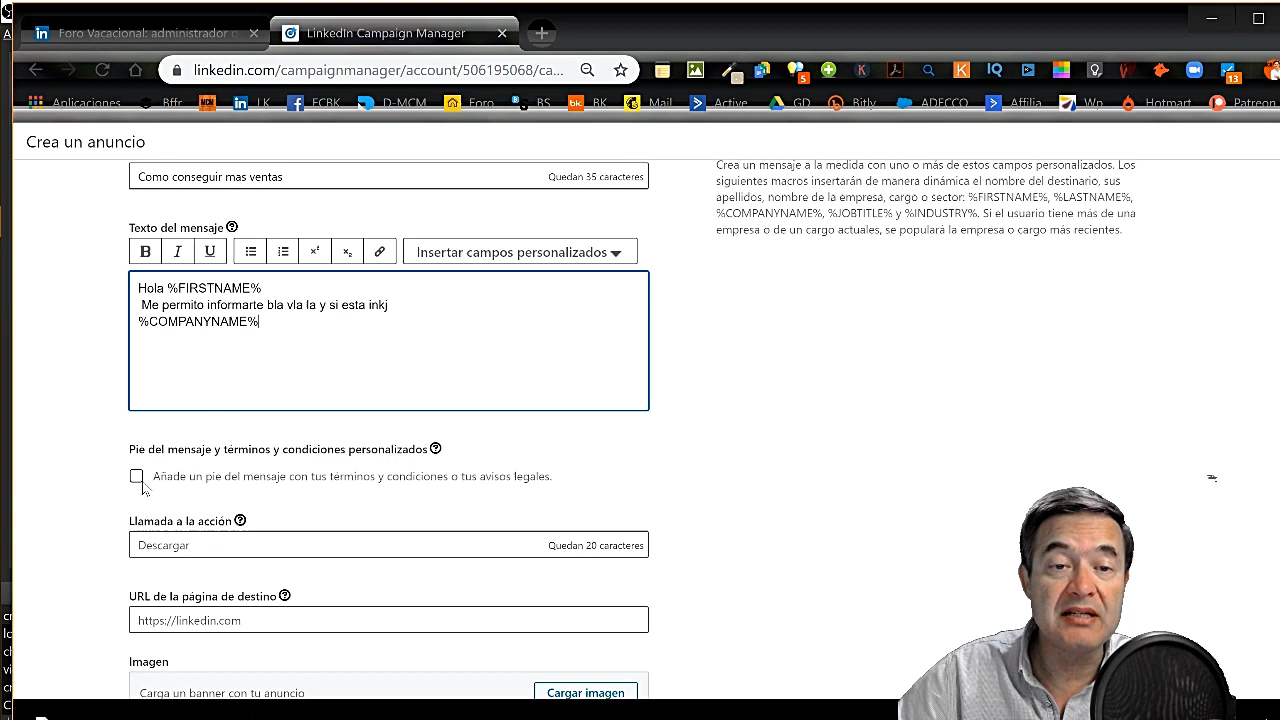 Foro Vacacional: administrador d
LinkedIn Campaign Manager
linkedin.com/campaignmanager/account/506195068/ca...
5
13
Aplicaciones
Bffr
LK
FCBK
D-MCM
Foro
BS
BK
Mail
Active
GD
Bitly
ADECCO
Affilia
Wp
Hotmart
Patreon
Crea un anuncio
Como conseguir mas ventas
Quedan 35 caracteres
Crea un mensaje a la medida con uno o más de estos campos personalizados. Los
siguientes macros insertarán de manera dinámica el nombre del destinatario, sus
apellidos, nombre de la empresa, cargo o sector: %FIRSTNAME%, %LASTNAME%,
%COMPANYNAME%, %JOBTITLE% y %INDUSTRY%. Si el usuario tiene más de una
empresa o de un cargo actuales, se populará la empresa o cargo más recientes.
Texto del mensaje
B I U
Insertar campos personalizados
Hola %FIRSTNAME%
Me permito informarte bla vla ła y si esta inkj
%COMPANYNAME%
Pie del mensaje y términos y condiciones personalizados
Añade un pie del mensaje con tus términos y condiciones o tus avisos legales.
Llamada a la acción
Descargar
Quedan 20 caracteres
URL de la página de destino
https://linkedin.com
Imagen
Carga un banner con tu anuncio
Cargar imagen